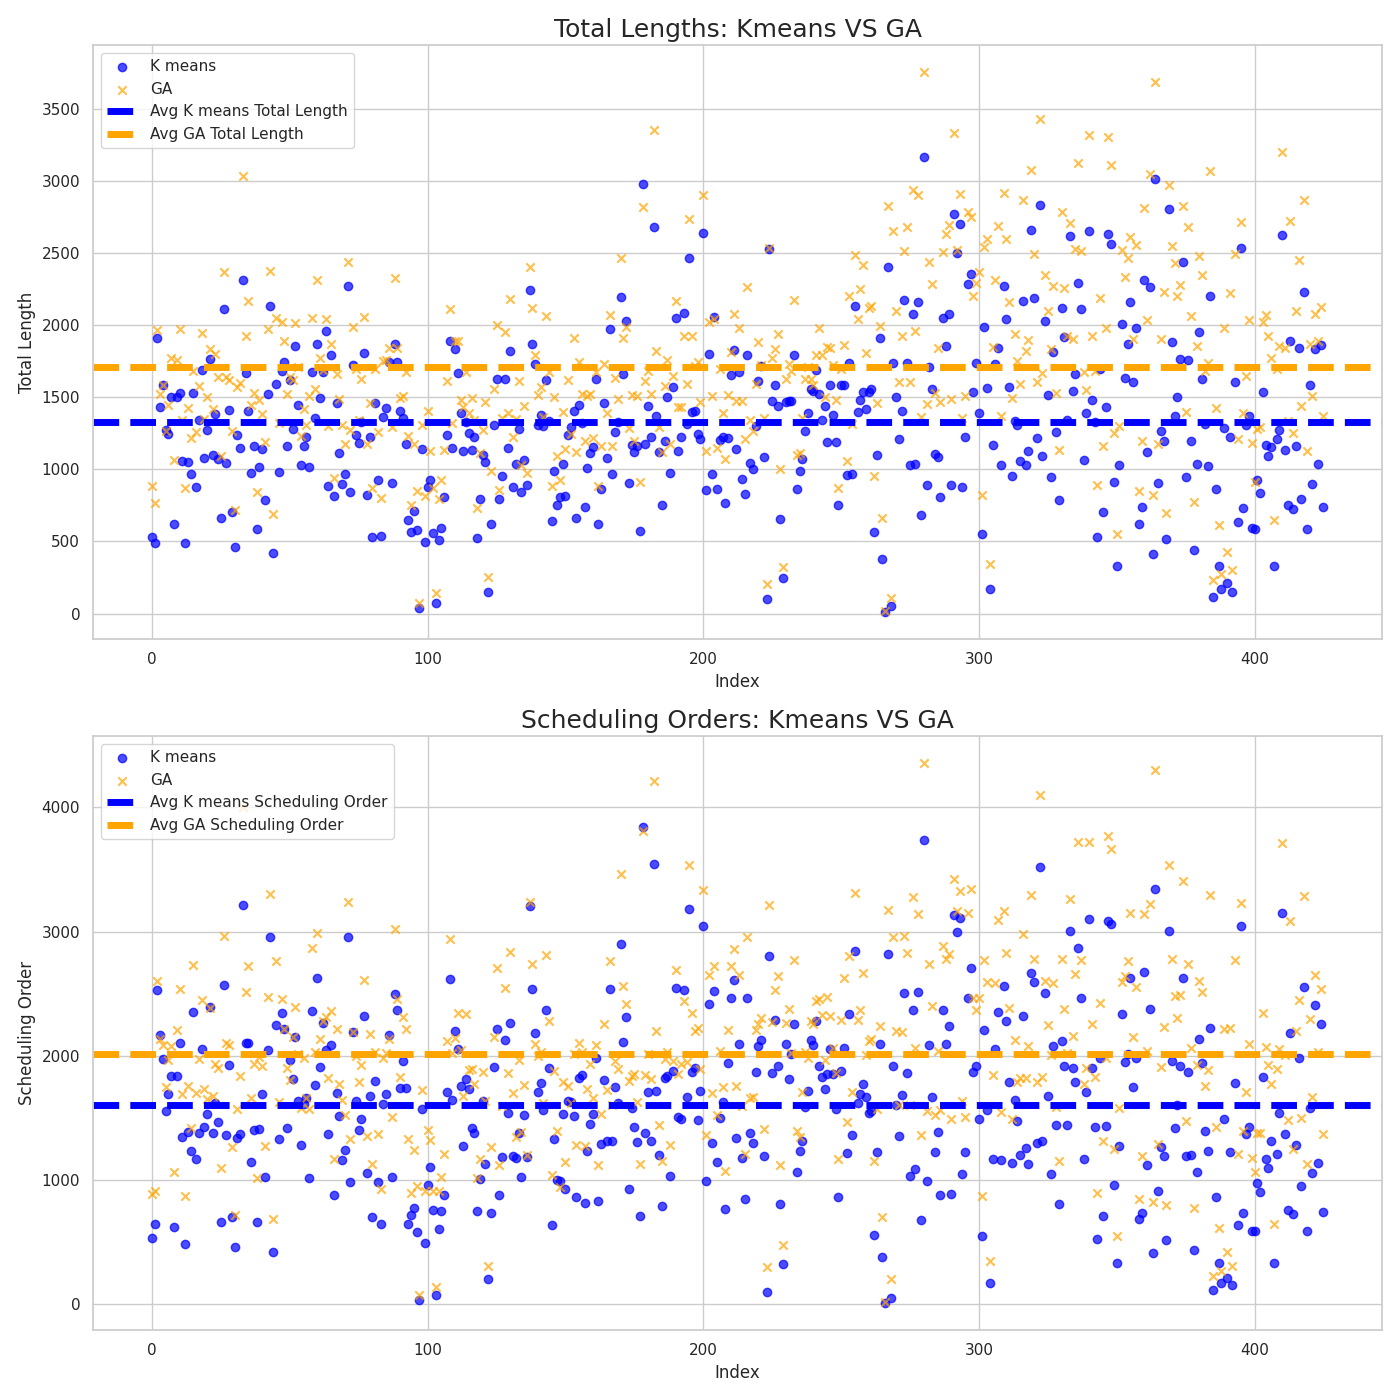 Total Lengths: Kmeans VS GA
K means
GA
Avg K means Total Length
Avg GA Total Length
Total Length
3500
3000
2500
2000
1500
1000
500
0
0 100 200 300 400
Index
Scheduling Orders: Kmeans VS GA
K means
GA
Avg K means Scheduling Order
Avg GA Scheduling Order
Scheduling Order
4000
3000
2000
1000
0
0 100 200 300 400
Index